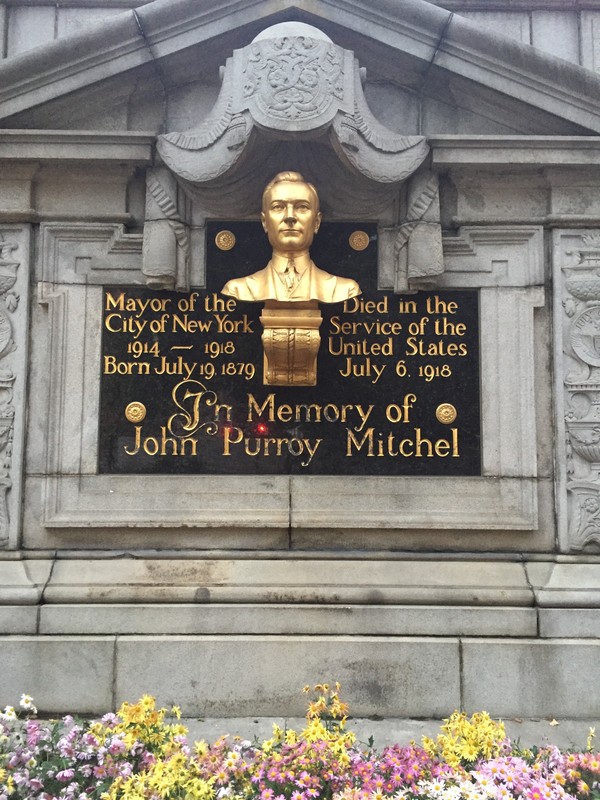 Mayor of the
City of New York
1914 — 1918
Born July 19, 1879
Died in the
Service of the
United States
July 6, 1918
In Memory of
John Purroy Mitchel